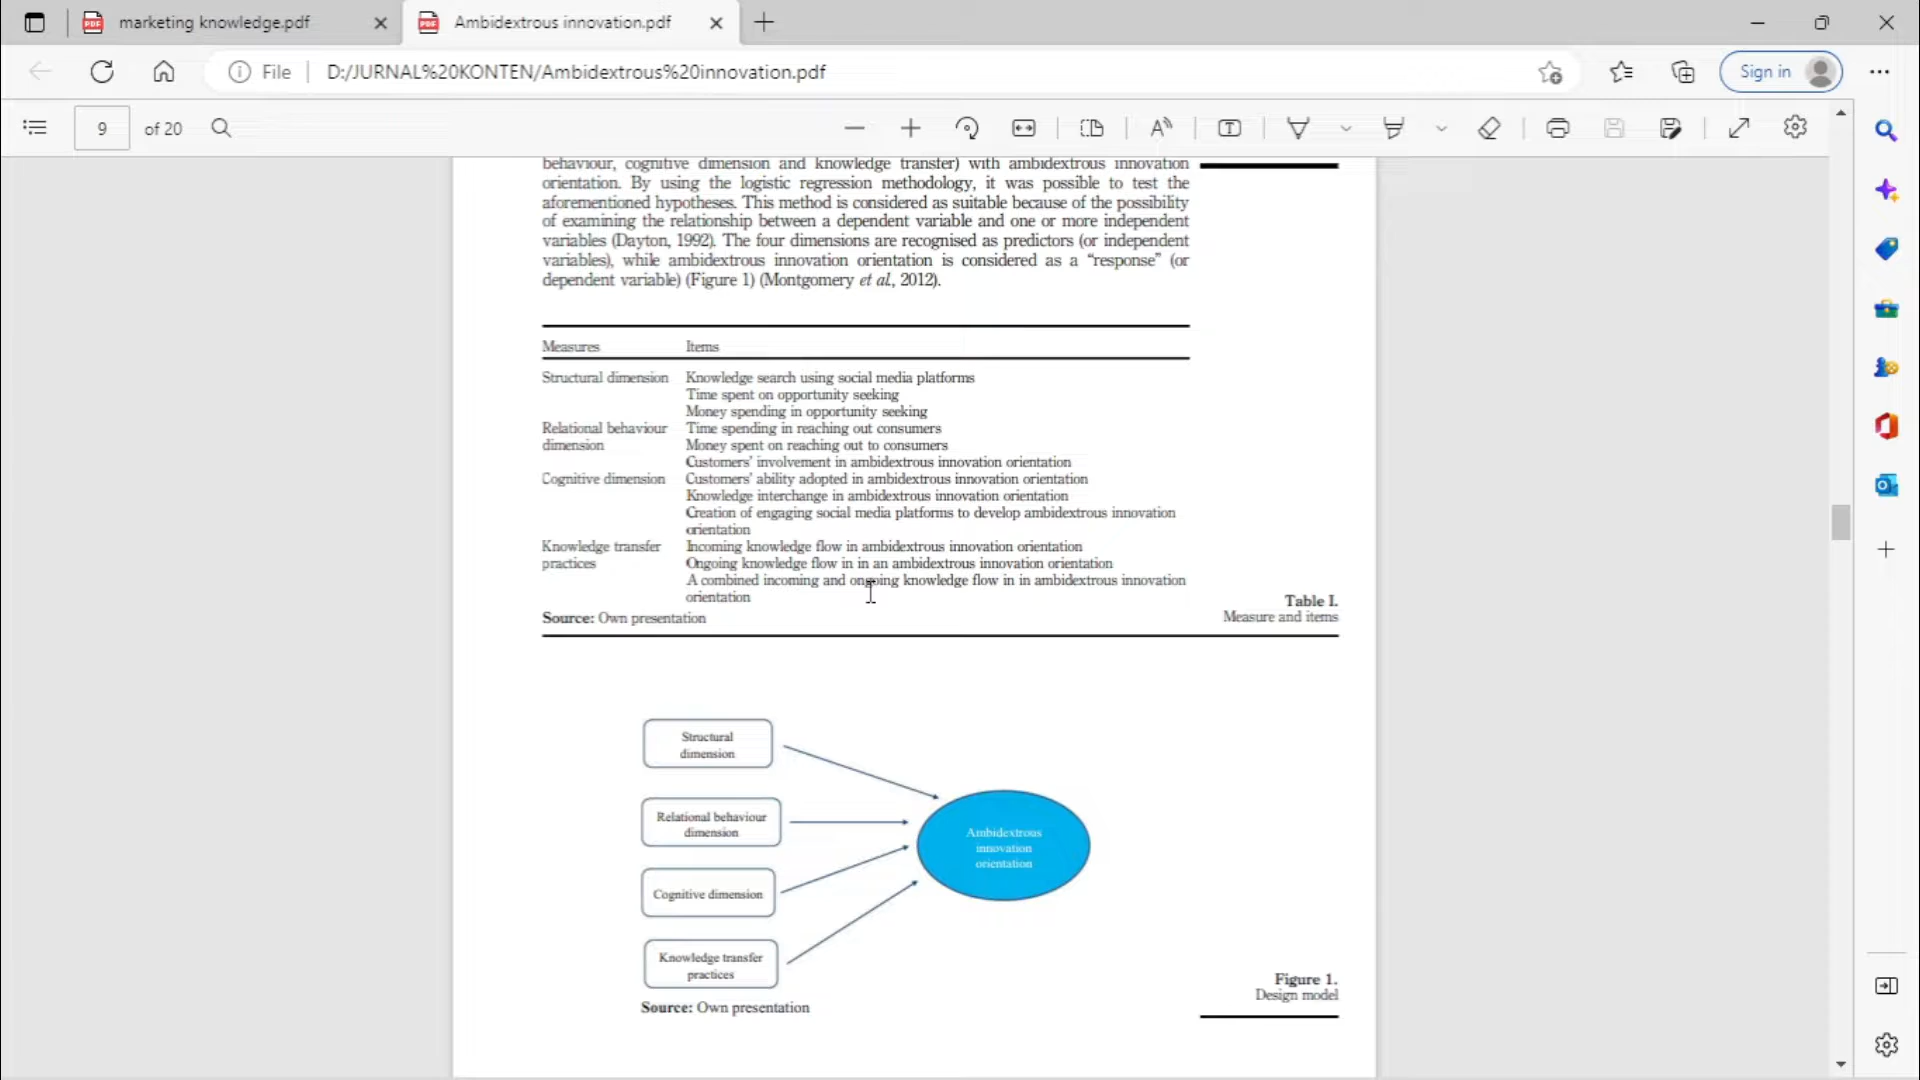 marketing knowledge.pdf
Ambidextrous innovation.pdf
File
D:/JURNAL%20KONTEN/Ambidextrous%20innovation.pdf
Sign in
9
of 20
behaviour, cognitive dimension and knowledge transfer) with ambidextrous innovation
orientation. By using the logistic regression methodology, it was possible to test the
aforementioned hypotheses. This method is considered as suitable because of the possibility
of examining the relationship between a dependent variable and one or more independent
variables (Dayton, 1992). The four dimensions are recognised as predictors (or independent
variables), while ambidextrous innovation orientation is considered as a “response” (or
dependent variable) (Figure 1) (Montgomery et al., 2012).
Measures Items
Structural dimension Knowledge search using social media platforms
Time spent on opportunity seeking
Money spending in opportunity seeking
Relational behaviour Time spending in reaching out consumers
dimension Money spent on reaching out to consumers
Customers' involvement in ambidextrous innovation orientation
Cognitive dimension Customers' ability adopted in ambidextrous innovation orientation
Knowledge interchange in ambidextrous innovation orientation
Creation of engaging social media platforms to develop ambidextrous innovation
orientation
Knowledge transfer Incoming knowledge flow in ambidextrous innovation orientation
practices Ongoing knowledge flow in in an ambidextrous innovation orientation
A combined incoming and ongoing knowledge flow in in ambidextrous innovation
orientation
Source: Own presentation
Table I.
Measure and items
Structural
dimension
Relational behaviour
dimension
Cognitive dimension
Knowledge transfer
practices
Ambidextrous
innovation
orientation
Source: Own presentation
Figure 1.
Design model